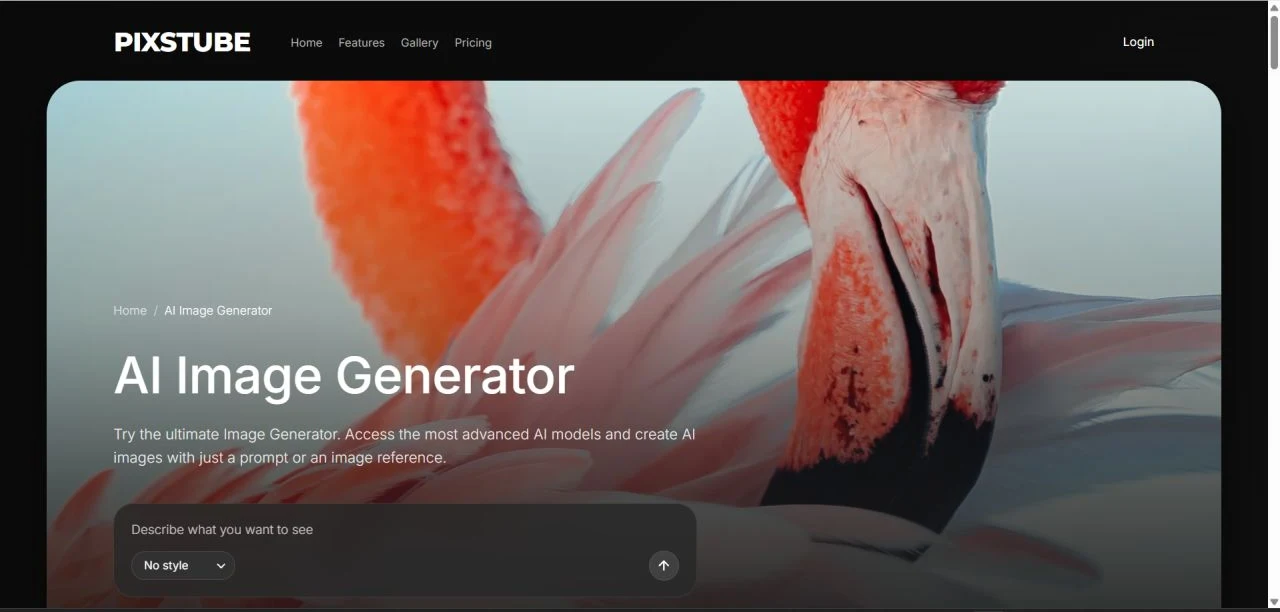 PIXSTUBE
Home Features Gallery Pricing
Login
Home / AI Image Generator
AI Image Generator
Try the ultimate Image Generator. Access the most advanced AI models and create AI
images with just a prompt or an image reference.
Describe what you want to see
No style